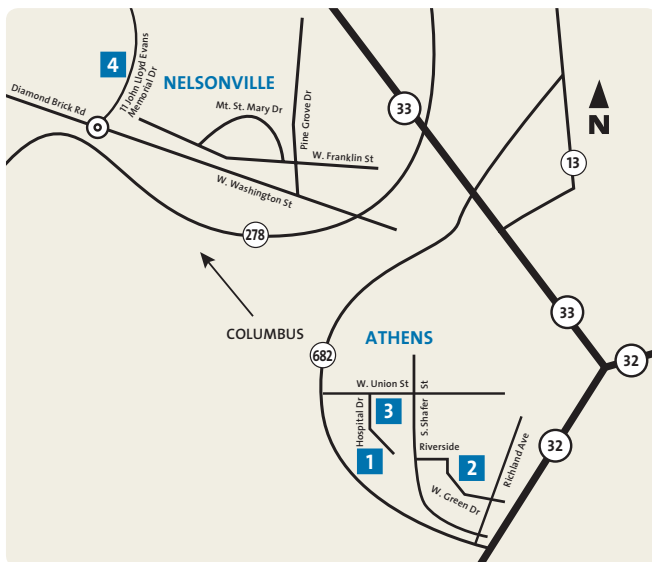 4
11 John Lloyd Evans
Memorial Dr
NELSONVILLE
Diamond Brick Rd
Mt. St. Mary Dr
Pine Grove Dr
33
N
13
W. Franklin St
W. Washington St
278
COLUMBUS
33
682
ATHENS
32
W. Union St
Hospital Dr
3
S. Shafer St
32
Riverside
1
2
Richland Ave
W. Green Dr